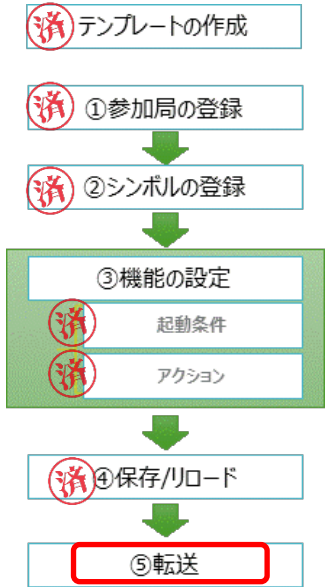 済 テンプレートの作成
済 ①参加局の登録
済 ②シンボルの登録
③機能の設定
済 起動条件
済 アクション
済 ④保存/リロード
⑤転送